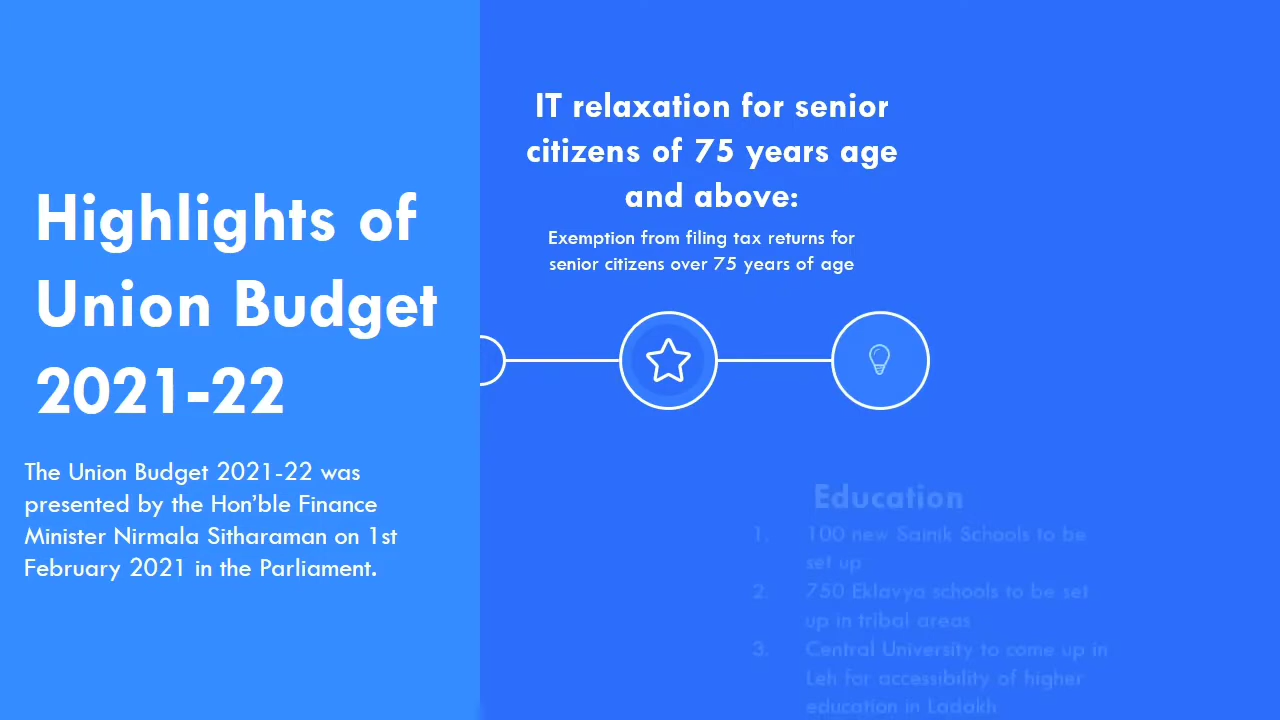 Highlights of
Union Budget
2021-22
The Union Budget 2021-22 was
presented by the Hon’ble Finance
Minister Nirmala Sitharaman on 1st
February 2021 in the Parliament.
IT relaxation for senior
citizens of 75 years age
and above:
Exemption from filing tax returns for
senior citizens over 75 years of age
Education
1. 100 new Sainik Schools to be
set up
2. 750 Eklavya schools to be set
up in tribal areas
3. Central University to come up in
Leh for accessibility of higher
education in Ladakh